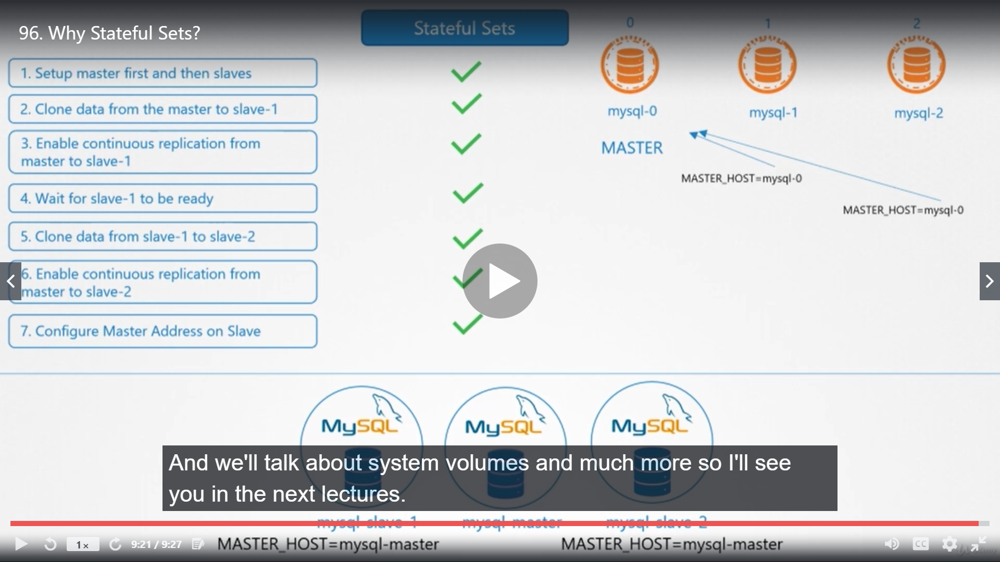 96. Why Stateful Sets?
Stateful Sets
0
1
2
1. Setup master first and then slaves
2. Clone data from the master to slave-1
3. Enable continuous replication from
master to slave-1
4. Wait for slave-1 to be ready
5. Clone data from slave-1 to slave-2
6. Enable continuous replication from
master to slave-2
7. Configure Master Address on Slave
mysql-0
mysql-1
mysql-2
MASTER
MASTER_HOST=mysql-0
MASTER_HOST=mysql-0
MySQL
MySQL
MySQL
And we'll talk about system volumes and much more so I'll see
you in the next lectures.
mysql-slave-1
mysql-master
mysql-slave-2
1x
9:21 / 9:27
MASTER_HOST=mysql-master
MASTER_HOST=mysql-master
CC